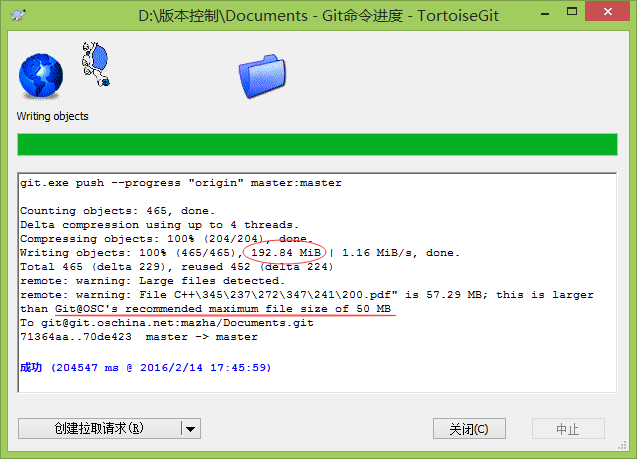 D:\版本控制\Documents - Git命令进度 - TortoiseGit
Writing objects
git.exe push --progress "origin" master:master
Counting objects: 465, done.
Delta compression using up to 4 threads.
Compressing objects: 100% (204/204), done.
Writing objects: 100% (465/465), 192.84 MiB | 1.16 MiB/s, done.
Total 465 (delta 229), reused 452 (delta 224)
remote: warning: Large files detected.
remote: warning: File C++\345\237\272\347\241\200.pdf" is 57.29 MB; this is larger
than Git@OSC's recommended maximum file size of 50 MB
To git@git.oschina.net:mazha/Documents.git
71364aa..70de423  master -> master
成功 (204547 ms @ 2016/2/14 17:45:59)
创建拉取请求(R)
关闭(C)
中止